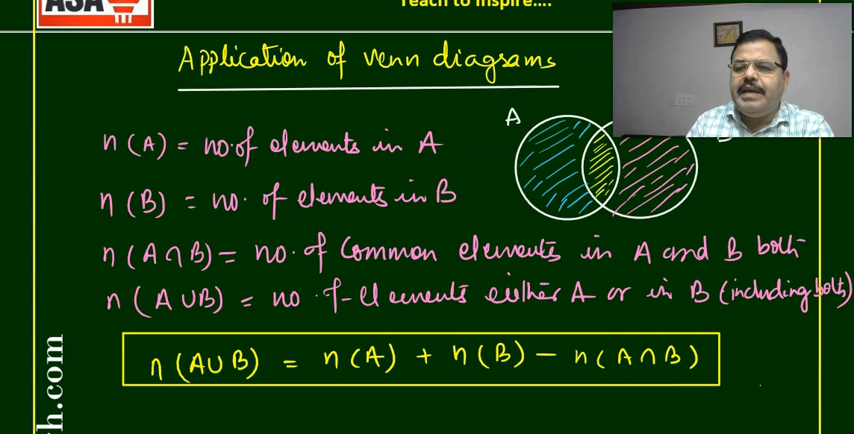 ASA
Teach to Inspire....
Application of venn diagrams
n (A) = no. of elements in A
A
n (B) = no. of elements in B
n (A ∩ B) = no. of common elements in A and B both
n ( A ∪ B ) = no. of elements either A or in B (including both)
n (A ∪ B) = n (A) + n (B) - n ( A ∩ B )
h.com